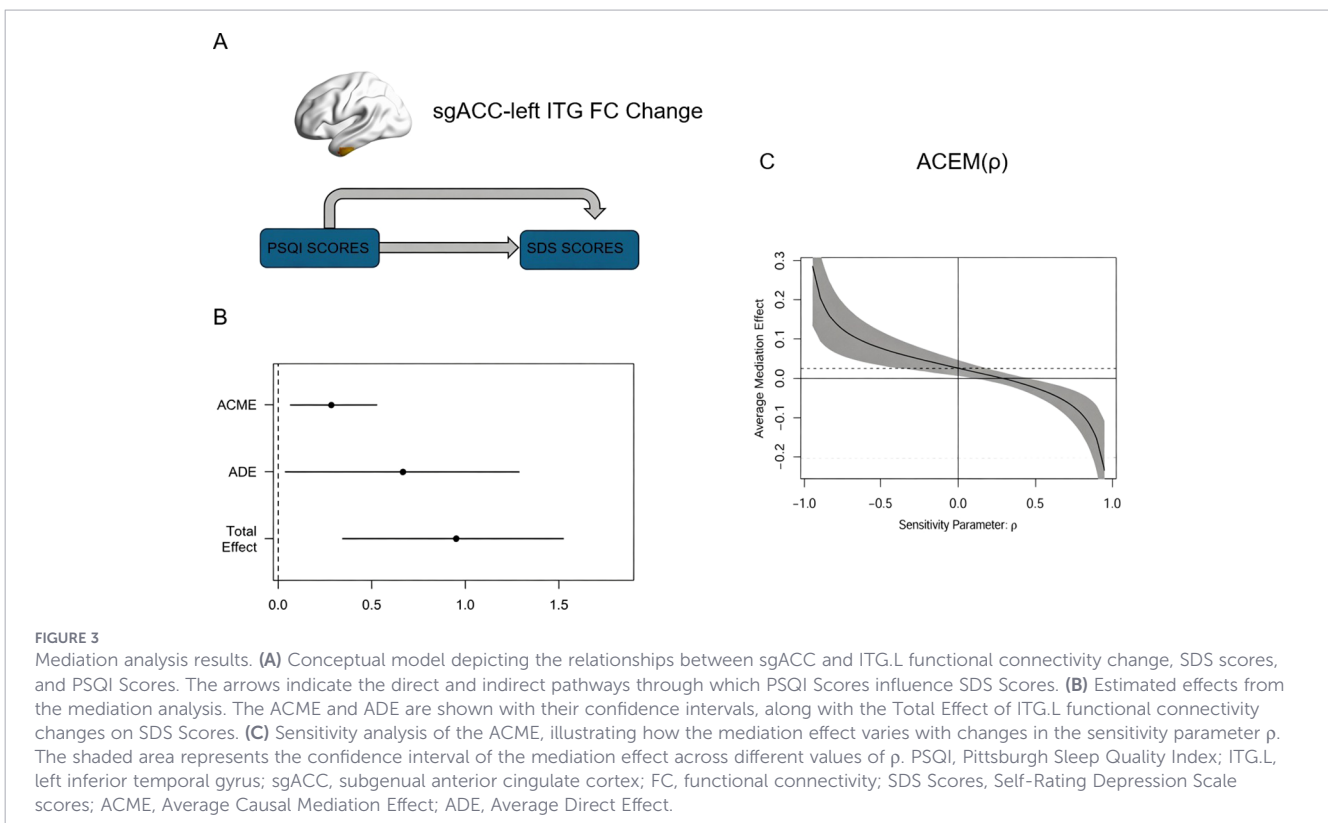 A
sgACC-left ITG FC Change
PSQI SCORES
SDS SCORES
B
ACME
ADE
Total
Effect
0.0 0.5 1.0 1.5
C
ACEM(ρ)
Average Mediation Effect
0.3
0.2
0.1
0.0
−0.1
−0.2
−1.0 −0.5 0.0 0.5 1.0
Sensitivity Parameter: ρ
FIGURE 3
Mediation analysis results. (A) Conceptual model depicting the relationships between sgACC and ITG.L functional connectivity change, SDS scores,
and PSQI Scores. The arrows indicate the direct and indirect pathways through which PSQI Scores influence SDS Scores. (B) Estimated effects from
the mediation analysis. The ACME and ADE are shown with their confidence intervals, along with the Total Effect of ITG.L functional connectivity
changes on SDS Scores. (C) Sensitivity analysis of the ACME, illustrating how the mediation effect varies with changes in the sensitivity parameter ρ.
The shaded area represents the confidence interval of the mediation effect across different values of ρ. PSQI, Pittsburgh Sleep Quality Index; ITG.L,
left inferior temporal gyrus; sgACC, subgenual anterior cingulate cortex; FC, functional connectivity; SDS Scores, Self-Rating Depression Scale
scores; ACME, Average Causal Mediation Effect; ADE, Average Direct Effect.